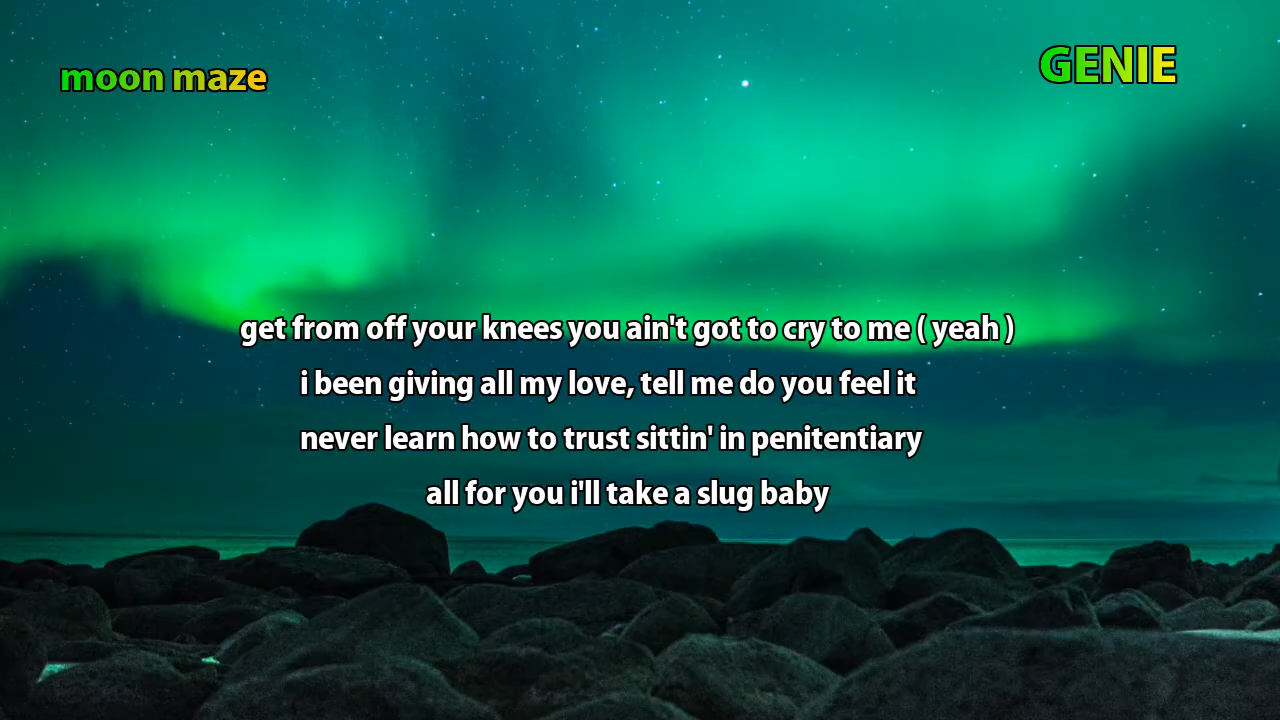 moon maze
GENIE
get from off your knees you ain't got to cry to me ( yeah )
i been giving all my love, tell me do you feel it
never learn how to trust sittin' in penitentiary
all for you i'll take a slug baby